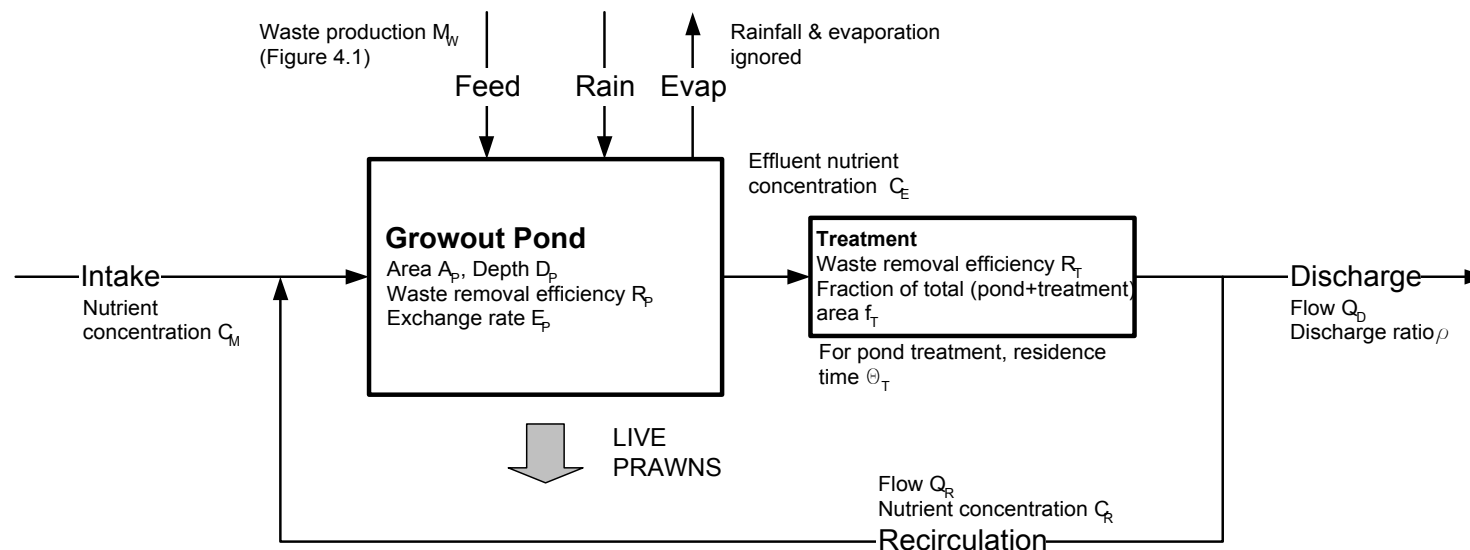 Waste production M_W
(Figure 4.1)
Feed
Rain
Evap
Rainfall & evaporation
ignored
Effluent nutrient
concentration C_E
Growout Pond
Area A_P, Depth D_P
Waste removal efficiency R_P
Exchange rate E_P
Treatment
Waste removal efficiency R_T
Fraction of total (pond+treatment)
area f_T
For pond treatment, residence
time Θ_T
Intake
Nutrient
concentration C_M
Discharge
Flow Q_D
Discharge ratio ρ
LIVE
PRAWNS
Flow Q_R
Nutrient concentration C_R
Recirculation